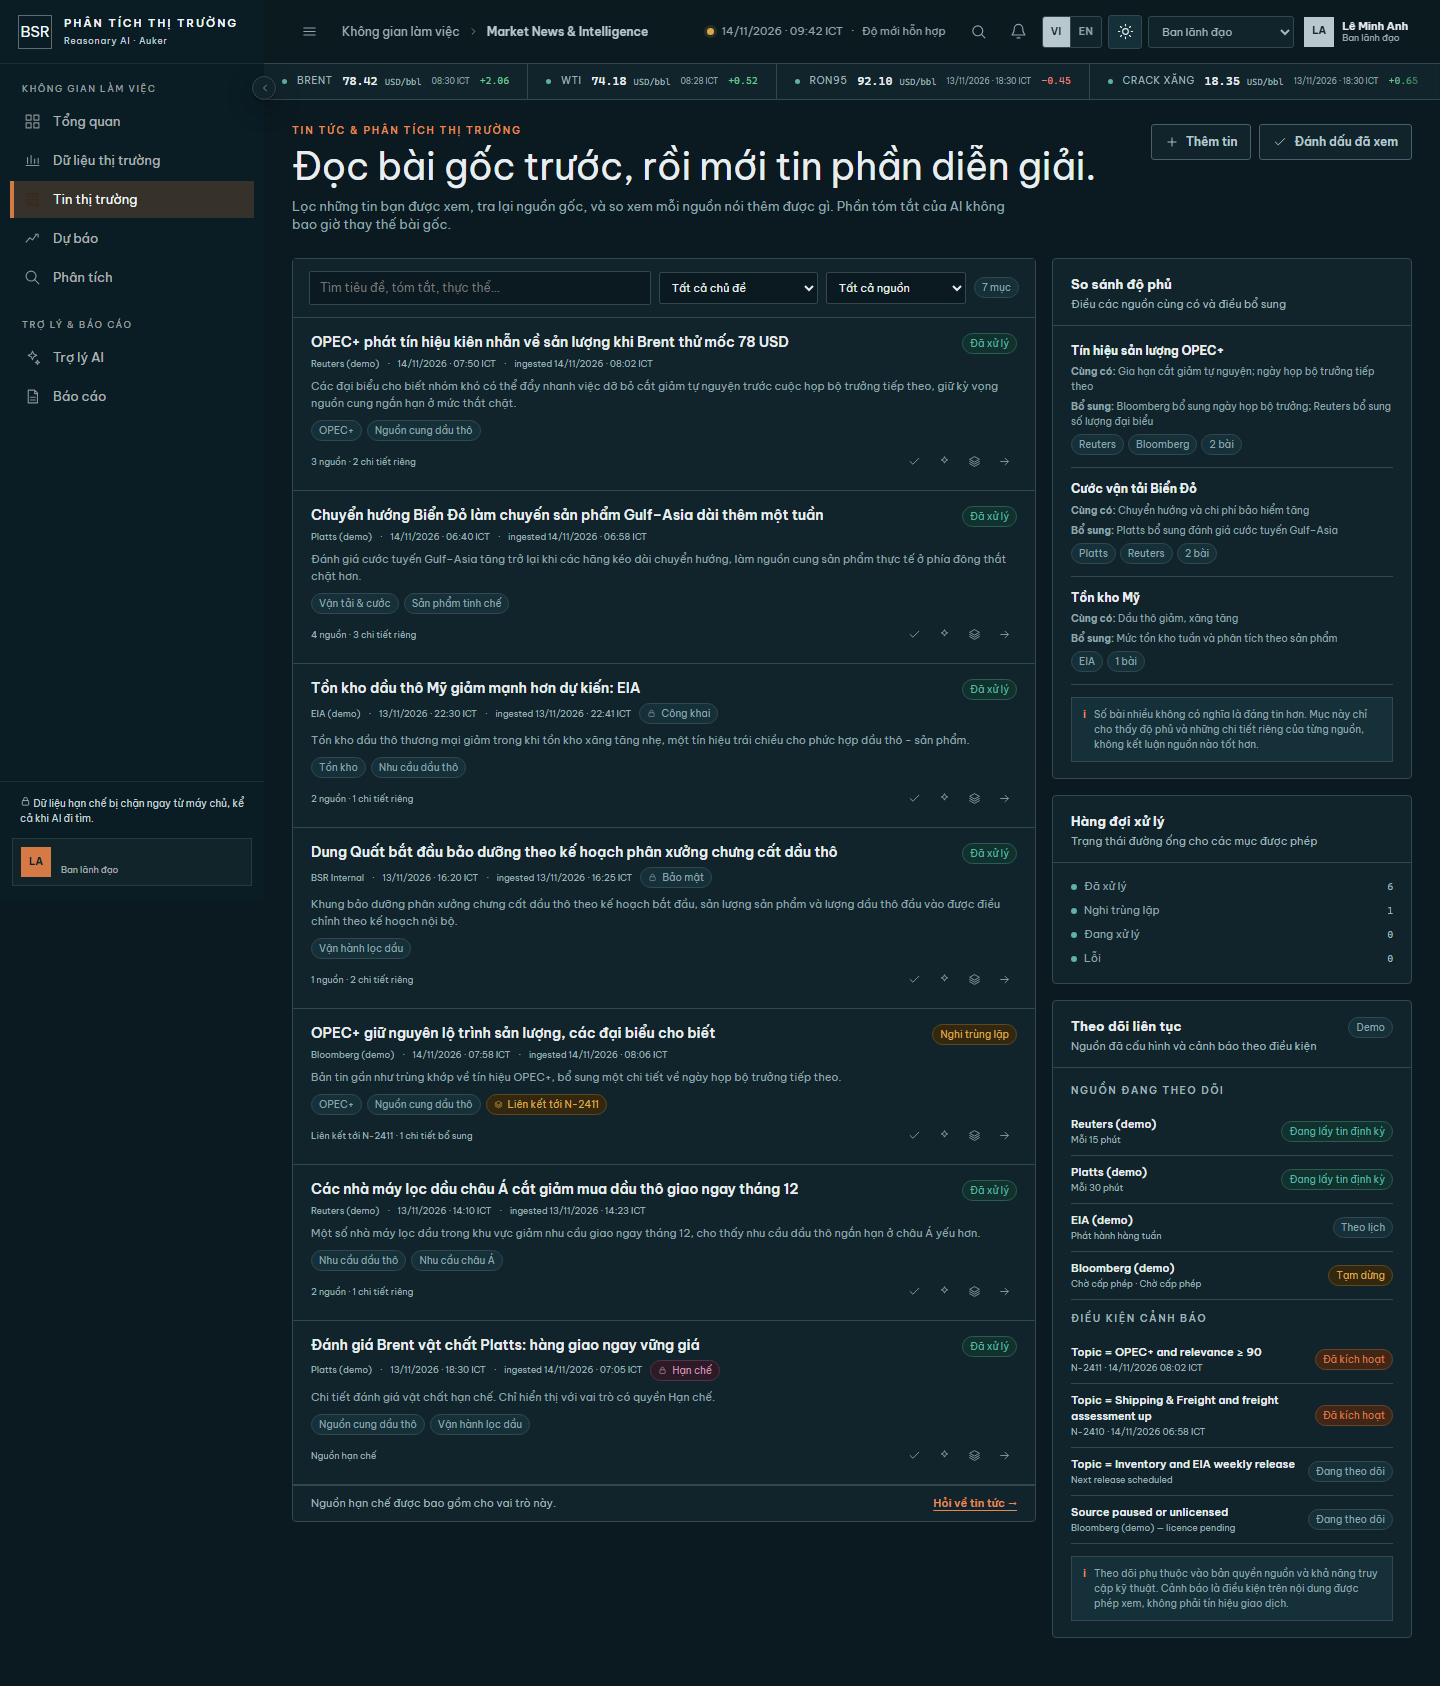 BSR
PHÂN TÍCH THỊ TRƯỜNG
Reasonary AI · Auker
Không gian làm việc
Market News & Intelligence
14/11/2026 · 09:42 ICT · Độ mới hỗn hợp
VI
EN
Ban lãnh đạo
LA
Lê Minh Anh
Ban lãnh đạo
BRENT 78.42 USD/bbl 08:30 ICT +2.06
WTI 74.18 USD/bbl 08:28 ICT +0.52
RON95 92.10 USD/bbl 13/11/2026 · 18:30 ICT −0.45
CRACK XĂNG 18.35 USD/bbl 13/11/2026 · 18:30 ICT +0.65
KHÔNG GIAN LÀM VIỆC
Tổng quan
Dữ liệu thị trường
Tin thị trường
Dự báo
Phân tích
TRỢ LÝ & BÁO CÁO
Trợ lý AI
Báo cáo
Dữ liệu hạn chế bị chặn ngay từ máy chủ, kể
cả khi AI đi tìm.
LA
Ban lãnh đạo
TIN TỨC & PHÂN TÍCH THỊ TRƯỜNG
Đọc bài gốc trước, rồi mới tin phần diễn giải.
Lọc những tin bạn được xem, tra lại nguồn gốc, và so xem mỗi nguồn nói thêm được gì. Phần tóm tắt của AI không
bao giờ thay thế bài gốc.
Thêm tin
Đánh dấu đã xem
Tìm tiêu đề, tóm tắt, thực thể...
Tất cả chủ đề
Tất cả nguồn
7 mục
OPEC+ phát tín hiệu kiên nhẫn về sản lượng khi Brent thử mốc 78 USD
Đã xử lý
Reuters (demo) · 14/11/2026 · 07:50 ICT · ingested 14/11/2026 · 08:02 ICT
Các đại biểu cho biết nhóm khó có thể đẩy nhanh việc dỡ bỏ cắt giảm tự nguyện trước cuộc họp bộ trưởng tiếp theo, giữ kỳ vọng
nguồn cung ngắn hạn ở mức thắt chặt.
OPEC+
Nguồn cung dầu thô
3 nguồn · 2 chi tiết riêng
Chuyển hướng Biển Đỏ làm chuyến sản phẩm Gulf–Asia dài thêm một tuần
Đã xử lý
Platts (demo) · 14/11/2026 · 06:40 ICT · ingested 14/11/2026 · 06:58 ICT
Đánh giá cước tuyến Gulf–Asia tăng trở lại khi các hãng kéo dài chuyển hướng, làm nguồn cung sản phẩm thực tế ở phía đông thắt
chặt hơn.
Vận tải & cước
Sản phẩm tinh chế
4 nguồn · 3 chi tiết riêng
Tồn kho dầu thô Mỹ giảm mạnh hơn dự kiến: EIA
Đã xử lý
EIA (demo) · 13/11/2026 · 22:30 ICT · ingested 13/11/2026 · 22:41 ICT
Công khai
Tồn kho dầu thô thương mại giảm trong khi tồn kho xăng tăng nhẹ, một tín hiệu trái chiều cho phức hợp dầu thô – sản phẩm.
Tồn kho
Nhu cầu dầu thô
2 nguồn · 1 chi tiết riêng
Dung Quất bắt đầu bảo dưỡng theo kế hoạch phân xưởng chưng cất dầu thô
Đã xử lý
BSR Internal · 13/11/2026 · 16:20 ICT · ingested 13/11/2026 · 16:25 ICT
Bảo mật
Khung bảo dưỡng phân xưởng chưng cất dầu thô theo kế hoạch bắt đầu, sản lượng sản phẩm và lượng dầu thô đầu vào được điều
chỉnh theo kế hoạch nội bộ.
Vận hành lọc dầu
1 nguồn · 2 chi tiết riêng
OPEC+ giữ nguyên lộ trình sản lượng, các đại biểu cho biết
Nghi trùng lặp
Bloomberg (demo) · 14/11/2026 · 07:58 ICT · ingested 14/11/2026 · 08:06 ICT
Bản tin gần như trùng khớp về tín hiệu OPEC+, bổ sung một chi tiết về ngày họp bộ trưởng tiếp theo.
OPEC+
Nguồn cung dầu thô
Liên kết tới N-2411
Liên kết tới N-2411 · 1 chi tiết bổ sung
Các nhà máy lọc dầu châu Á cắt giảm mua dầu thô giao ngay tháng 12
Đã xử lý
Reuters (demo) · 13/11/2026 · 14:10 ICT · ingested 13/11/2026 · 14:23 ICT
Một số nhà máy lọc dầu trong khu vực giảm nhu cầu giao ngay tháng 12, cho thấy nhu cầu dầu thô ngắn hạn ở châu Á yếu hơn.
Nhu cầu dầu thô
Nhu cầu châu Á
2 nguồn · 1 chi tiết riêng
Đánh giá Brent vật chất Platts: hàng giao ngay vững giá
Đã xử lý
Platts (demo) · 13/11/2026 · 18:30 ICT · ingested 14/11/2026 · 07:05 ICT
Hạn chế
Chi tiết đánh giá vật chất hạn chế. Chỉ hiển thị với vai trò có quyền Hạn chế.
Nguồn cung dầu thô
Vận hành lọc dầu
Nguồn hạn chế
Nguồn hạn chế được bao gồm cho vai trò này.
Hỏi về tin tức →
So sánh độ phủ
Điều các nguồn cùng có và điều bổ sung
Tín hiệu sản lượng OPEC+
Cùng có: Gia hạn cắt giảm tự nguyện; ngày họp bộ trưởng tiếp
theo
Bổ sung: Bloomberg bổ sung ngày họp bộ trưởng; Reuters bổ sung
số lượng đại biểu
Reuters
Bloomberg
2 bài
Cước vận tải Biển Đỏ
Cùng có: Chuyển hướng và chi phí bảo hiểm tăng
Bổ sung: Platts bổ sung đánh giá cước tuyến Gulf–Asia
Platts
Reuters
2 bài
Tồn kho Mỹ
Cùng có: Dầu thô giảm, xăng tăng
Bổ sung: Mức tồn kho tuần và phân tích theo sản phẩm
EIA
1 bài
i Số bài nhiều không có nghĩa là đáng tin hơn. Mục này chỉ
cho thấy độ phủ và những chi tiết riêng của từng nguồn,
không kết luận nguồn nào tốt hơn.
Hàng đợi xử lý
Trạng thái đường ống cho các mục được phép
Đã xử lý 6
Nghi trùng lặp 1
Đang xử lý 0
Lỗi 0
Theo dõi liên tục
Demo
Nguồn đã cấu hình và cảnh báo theo điều kiện
NGUỒN ĐANG THEO DÕI
Reuters (demo)
Mỗi 15 phút
Đang lấy tin định kỳ
Platts (demo)
Mỗi 30 phút
Đang lấy tin định kỳ
EIA (demo)
Phát hành hàng tuần
Theo lịch
Bloomberg (demo)
Chờ cấp phép · Chờ cấp phép
Tạm dừng
ĐIỀU KIỆN CẢNH BÁO
Topic = OPEC+ and relevance ≥ 90
N-2411 · 14/11/2026 08:02 ICT
Đã kích hoạt
Topic = Shipping & Freight and freight
assessment up
N-2410 · 14/11/2026 06:58 ICT
Đã kích hoạt
Topic = Inventory and EIA weekly release
Next release scheduled
Đang theo dõi
Source paused or unlicensed
Bloomberg (demo) — licence pending
Đang theo dõi
i Theo dõi phụ thuộc vào bản quyền nguồn và khả năng truy
cập kỹ thuật. Cảnh báo là điều kiện trên nội dung được
phép xem, không phải tín hiệu giao dịch.